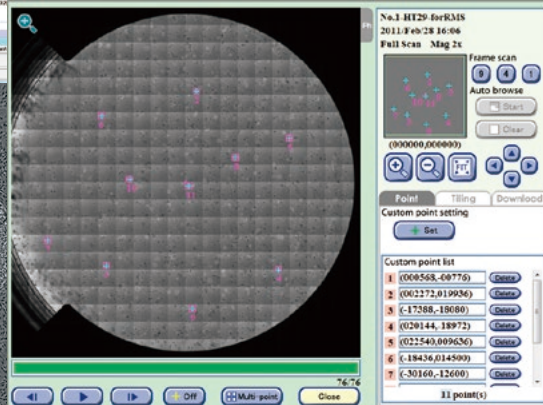 No.1-HT29-forRMS
2011/Feb/28 16:06
Full Scan Mag 2x
Frame scan
9 4 1
Auto browse
Start
Clear
(000000,000000)
FIT
Point Tiling Download
Custom point setting
Set
Custom point list
1 (000568,-00776) Delete
2 (002272,019936) Delete
3 (-17388,-18080) Delete
4 (020144,-18972) Delete
5 (022540,009636) Delete
6 (-18436,014500) Delete
7 (-30160,-12600) Delete
11 point(s)
76/76
Off
Multi-point
Close
10
11